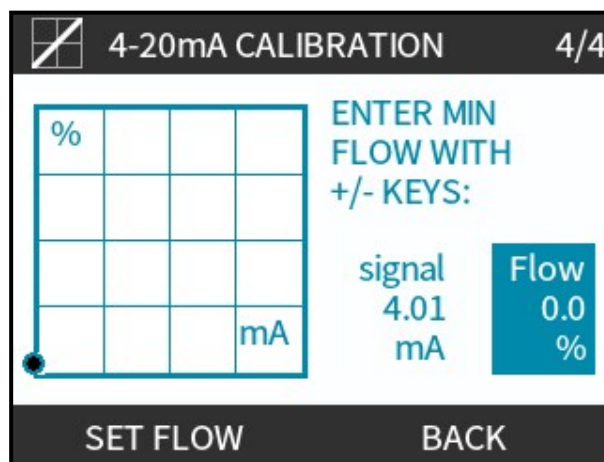 4-20mA CALIBRATION 4/4
%
mA
ENTER MIN
FLOW WITH
+/- KEYS:
signal
4.01
mA
Flow
0.0
%
SET FLOW
BACK